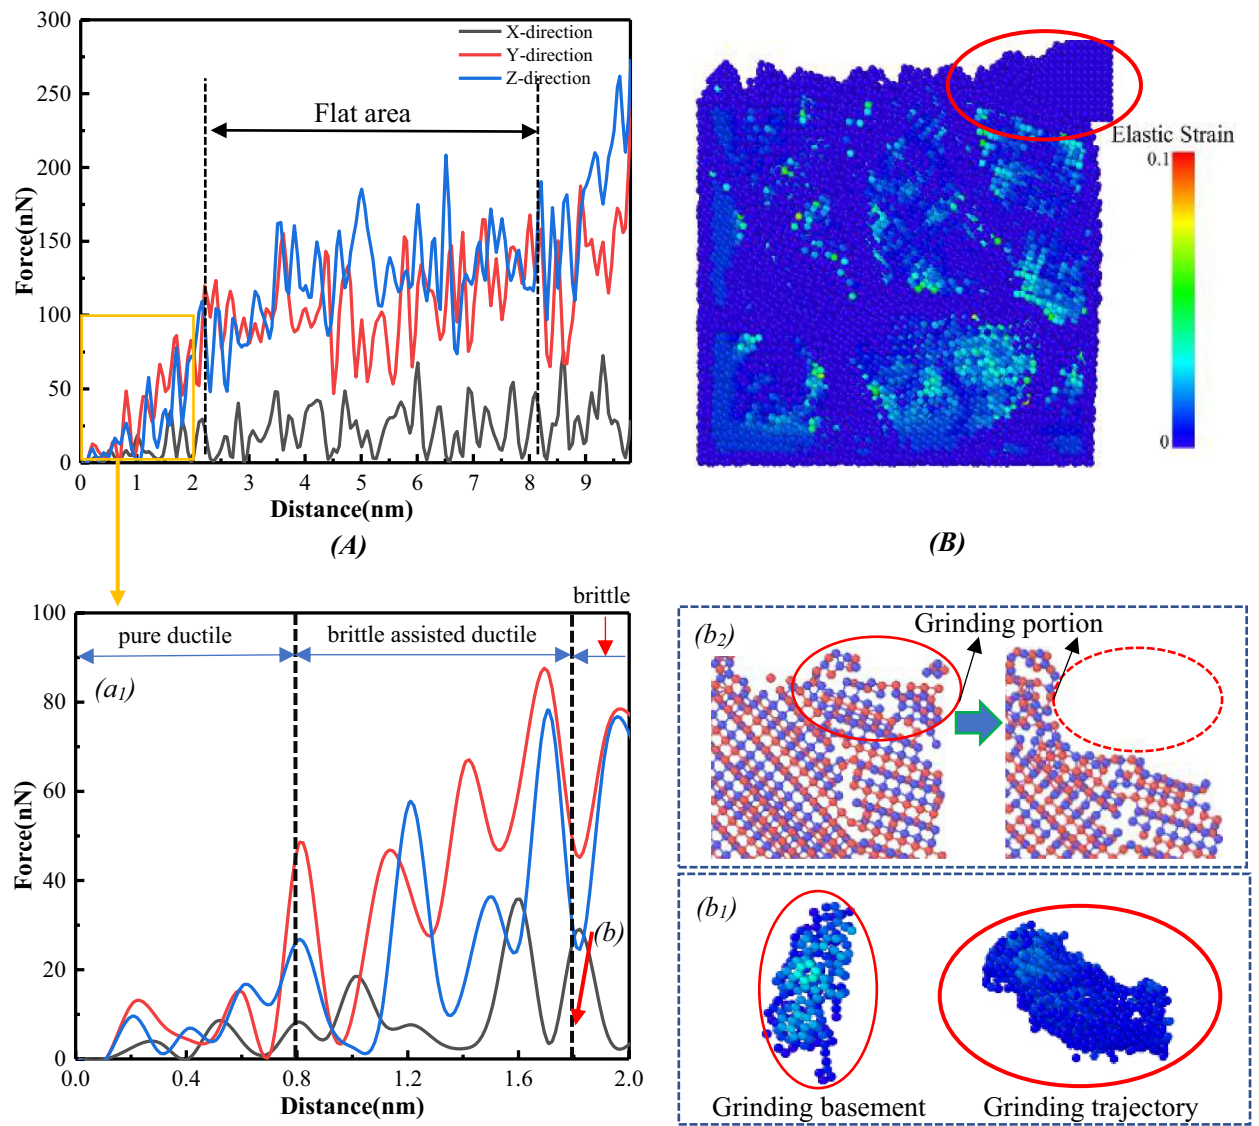 300
250
200
150
100
50
0
Force(nN)
X-direction
Y-direction
Z-direction
Flat area
0 1 2 3 4 5 6 7 8 9
Distance(nm)
(A)
Elastic Strain
0.1
0
(B)
100
80
60
40
20
0
Force(nN)
pure ductile
brittle assisted ductile
brittle
(a1)
(b)
0.0 0.4 0.8 1.2 1.6 2.0
Distance(nm)
(b2)
Grinding portion
(b1)
Grinding basement
Grinding trajectory